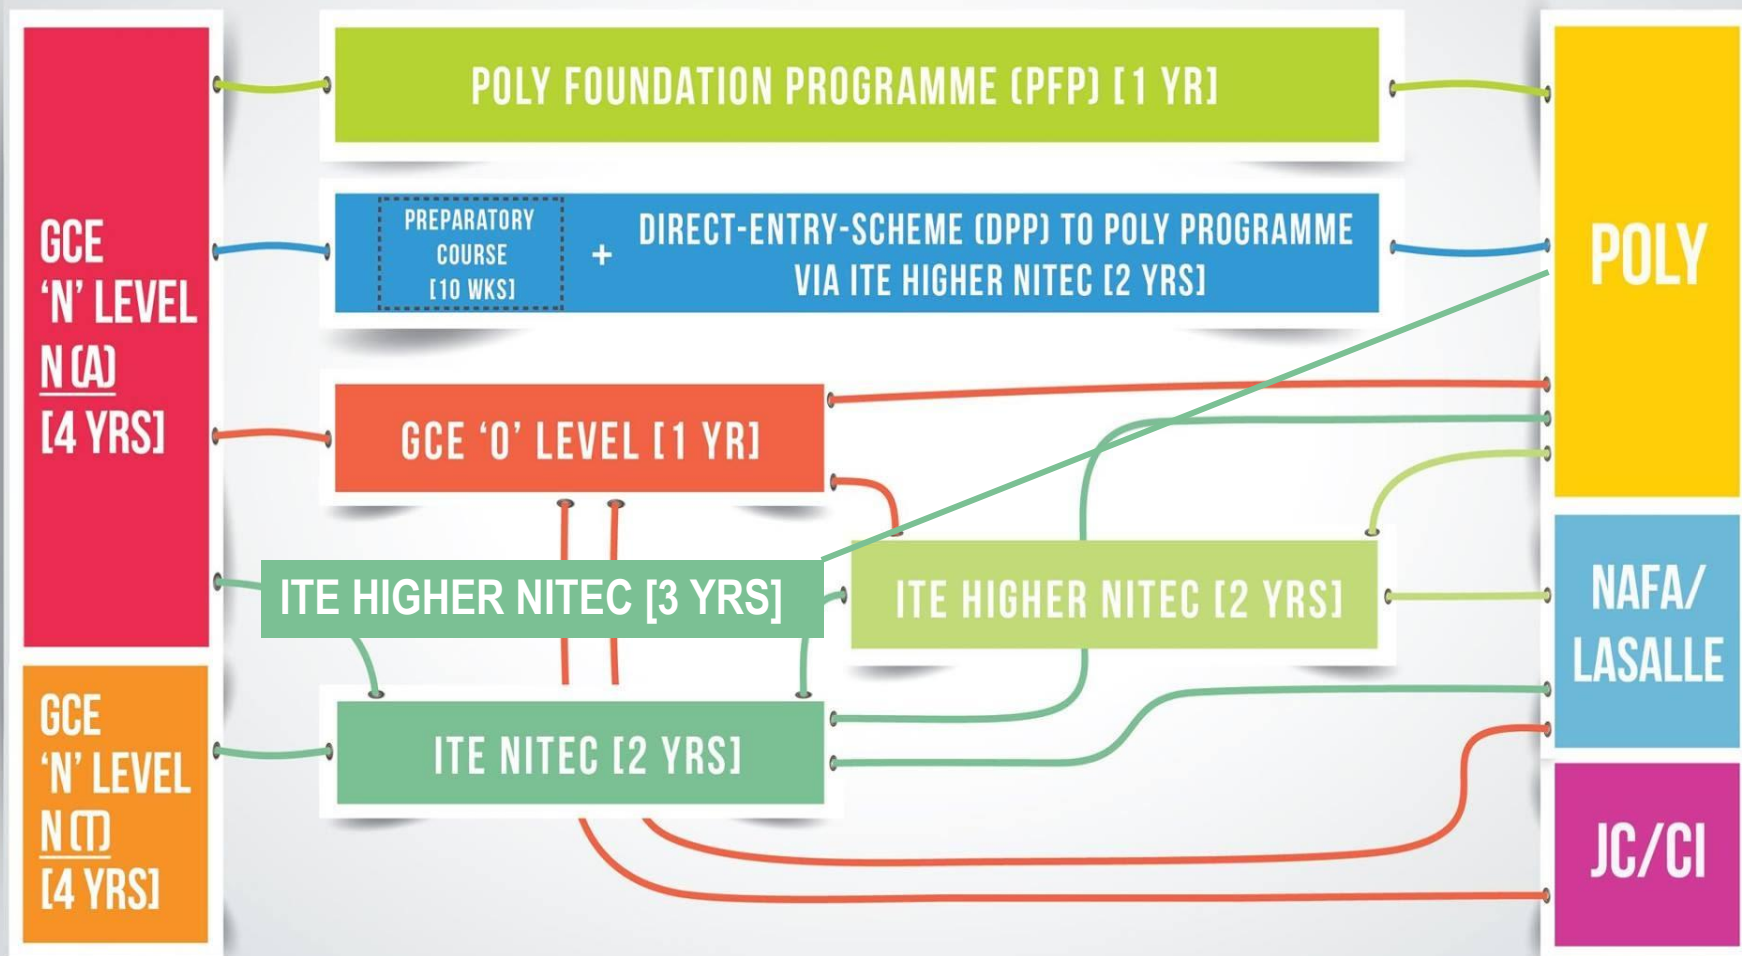 GCE
‘N’ LEVEL
N(A)
[4 YRS]
GCE
‘N’ LEVEL
N(T)
[4 YRS]
POLY FOUNDATION PROGRAMME (PFP) [1 YR]
PREPARATORY
COURSE
[10 WKS]
+
DIRECT-ENTRY-SCHEME (DPP) TO POLY PROGRAMME
VIA ITE HIGHER NITEC [2 YRS]
GCE ‘O’ LEVEL [1 YR]
ITE HIGHER NITEC [3 YRS]
ITE HIGHER NITEC [2 YRS]
ITE NITEC [2 YRS]
POLY
NAFA/
LASALLE
JC/CI